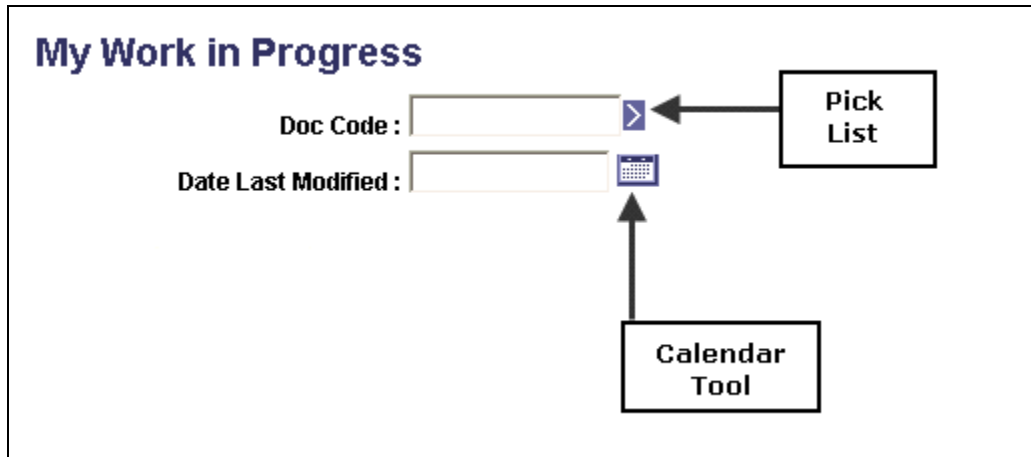 My Work in Progress
Doc Code :
Pick
List
Date Last Modified :
Calendar
Tool